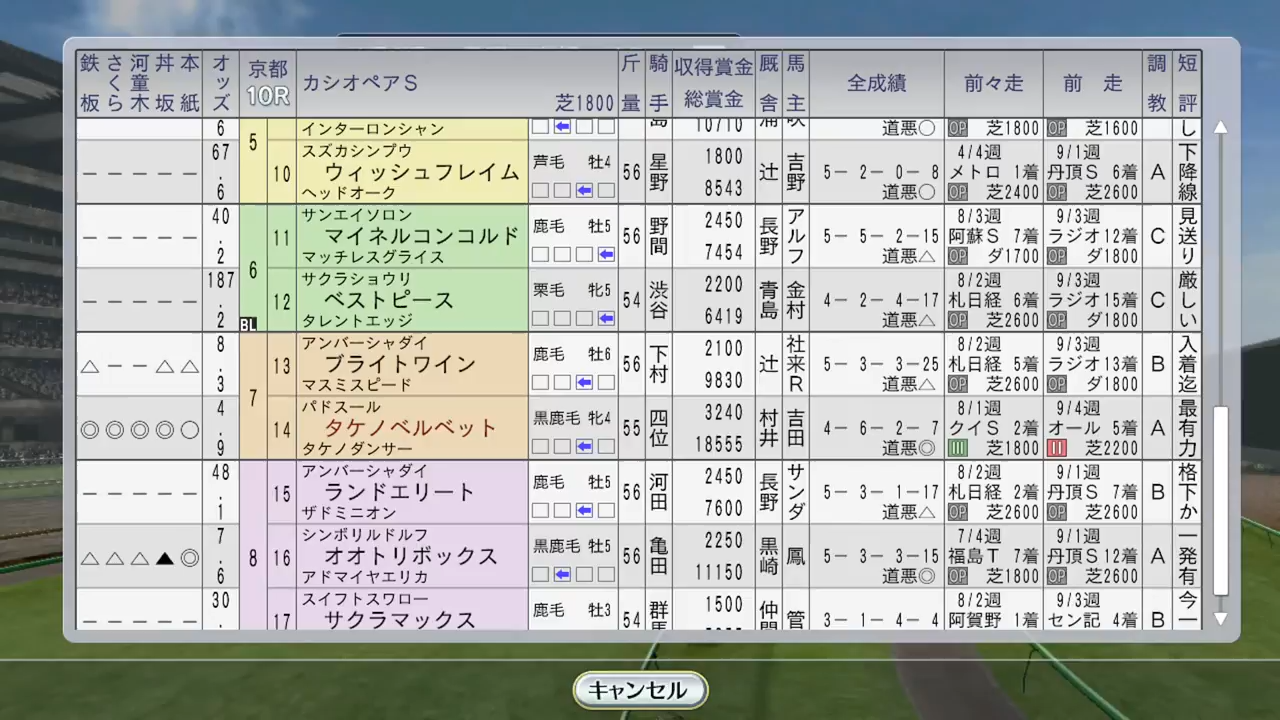 鉄板 さくら 河童木 丼坂 本紙 オッズ 京都10R カシオペアS 芝1800 斤量 騎手 収得賞金 総賞金 厩舎 馬主 全成績 前々走 前走 調教 短評
6 5 インターロンシャン 10710 道悪○ OP 芝1800 OP 芝1600 し
スズカシンプウ 4/4週 9/1週
－－－－－ 67.6 10 ウィッシュフレイム 芦毛 牡4 56 星野 1800 8543 辻 吉野 5－2－0－8 メトロ 1着 丹頂S 6着 A 下降線
ヘッドオーク 道悪○ OP 芝2400 OP 芝2600
サンエイソロン 8/3週 9/3週
－－－－－ 40.2 6 11 マイネルコンコルド 鹿毛 牡5 56 野間 2450 7454 長野 アルフ 5－5－2－15 阿蘇S 7着 ラジオ12着 C 見送り
マッチレスグライス 道悪△ OP ダ1700 OP ダ1800
サクラショウリ 8/2週 9/3週
－－－－－ 187.2 BL 12 ベストピース 栗毛 牝5 54 渋谷 2200 6419 青島 金村 4－2－4－17 札日経 6着 ラジオ15着 C 厳しい
タレントエッジ 道悪△ OP 芝2600 OP ダ1800
アンバーシャダイ 8/2週 9/3週
△－－△△ 8.3 7 13 ブライトワイン 鹿毛 牡6 56 下村 2100 9830 辻 社来R 5－3－3－25 札日経 5着 ラジオ13着 B 入着迄
マスミスピード 道悪△ OP 芝2600 OP ダ1800
パドスール 8/1週 9/4週
◎◎◎◎○ 4.9 14 タケノベルベット 黒鹿毛 牝4 55 四位 3240 18555 村井 吉田 4－6－2－7 クイS 2着 オール 5着 A 最有力
タケノダンサー 道悪◎ III 芝1800 II 芝2200
アンバーシャダイ 8/2週 9/1週
－－－－－ 48.1 15 ランドエリート 鹿毛 牡5 56 河田 2450 7600 長野 サンダ 5－3－1－17 札日経 2着 丹頂S 7着 B 格下か
ザドミニオン 道悪△ OP 芝2600 OP 芝2600
シンボリルドルフ 7/4週 9/1週
△△△▲◎ 7.6 8 16 オオトリボックス 黒鹿毛 牡5 56 亀田 2250 11150 黒崎 鳳 5－3－3－15 福島T 7着 丹頂S12着 A 一発有
アドマイヤエリカ 道悪◎ OP 芝1800 OP 芝2600
スイフトスワロー 8/2週 9/3週
－－－－－ 30. 17 サクラマックス 鹿毛 牡3 54 群馬 1500 仲間 管 3－1－4－4 阿賀野 1着 セン記 4着 B 今一
キャンセル